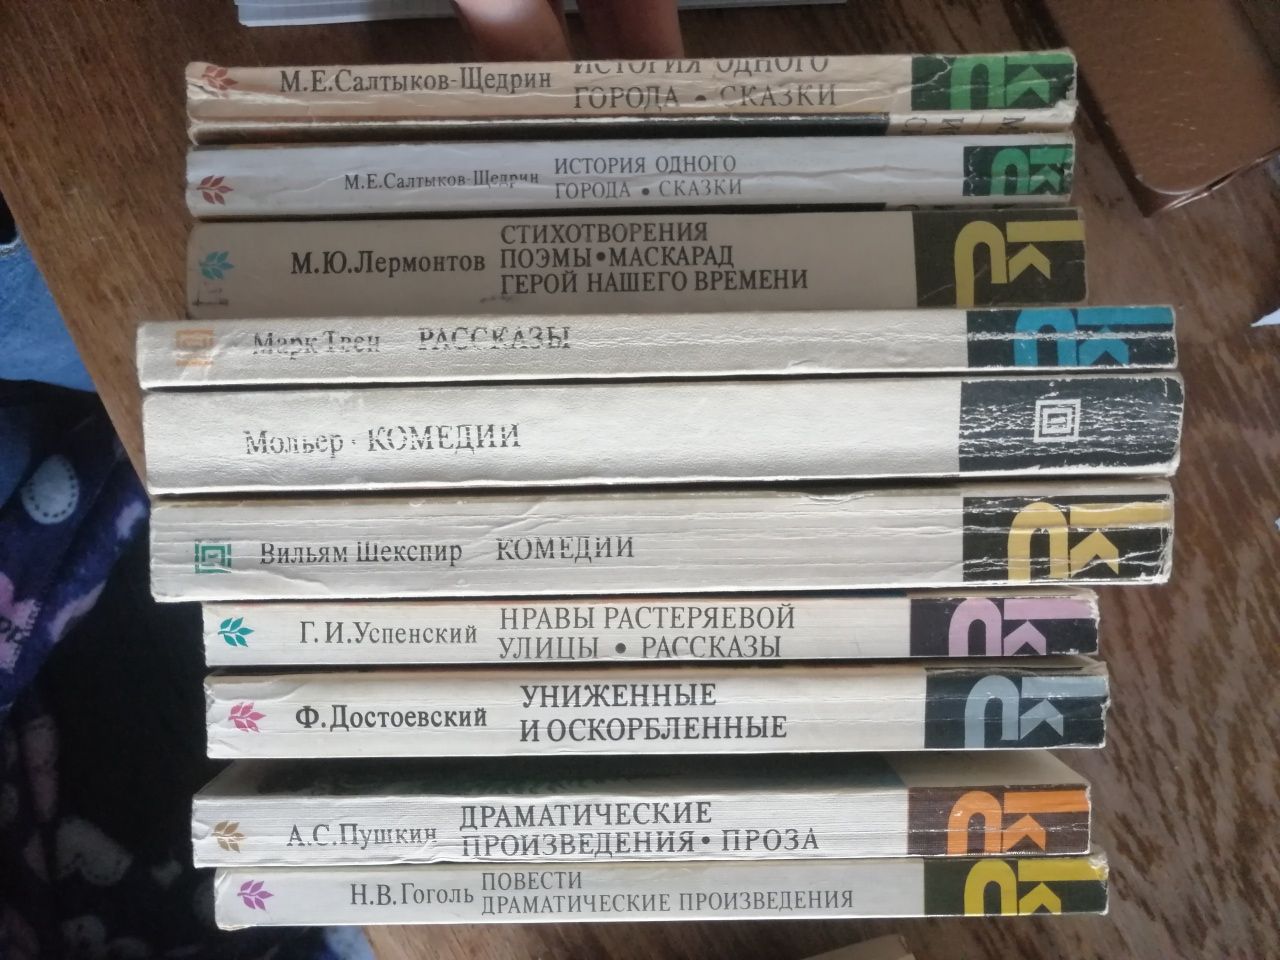 М.Е.Салтыков-Щедрин
ИСТОРИЯ ОДНОГО
ГОРОДА • СКАЗКИ
М.Е.Салтыков-Щедрин
ИСТОРИЯ ОДНОГО
ГОРОДА • СКАЗКИ
М.Ю.Лермонтов
СТИХОТВОРЕНИЯ
ПОЭМЫ • МАСКАРАД
ГЕРОЙ НАШЕГО ВРЕМЕНИ
Марк Твен РАССКАЗЫ
Мольер · КОМЕДИИ
Вильям Шекспир КОМЕДИИ
Г.И.Успенский
НРАВЫ РАСТЕРЯЕВОЙ
УЛИЦЫ • РАССКАЗЫ
Ф.Достоевский
УНИЖЕННЫЕ
И ОСКОРБЛЕННЫЕ
А.С.Пушкин
ДРАМАТИЧЕСКИЕ
ПРОИЗВЕДЕНИЯ • ПРОЗА
Н.В.Гоголь
ПОВЕСТИ
ДРАМАТИЧЕСКИЕ ПРОИЗВЕДЕНИЯ